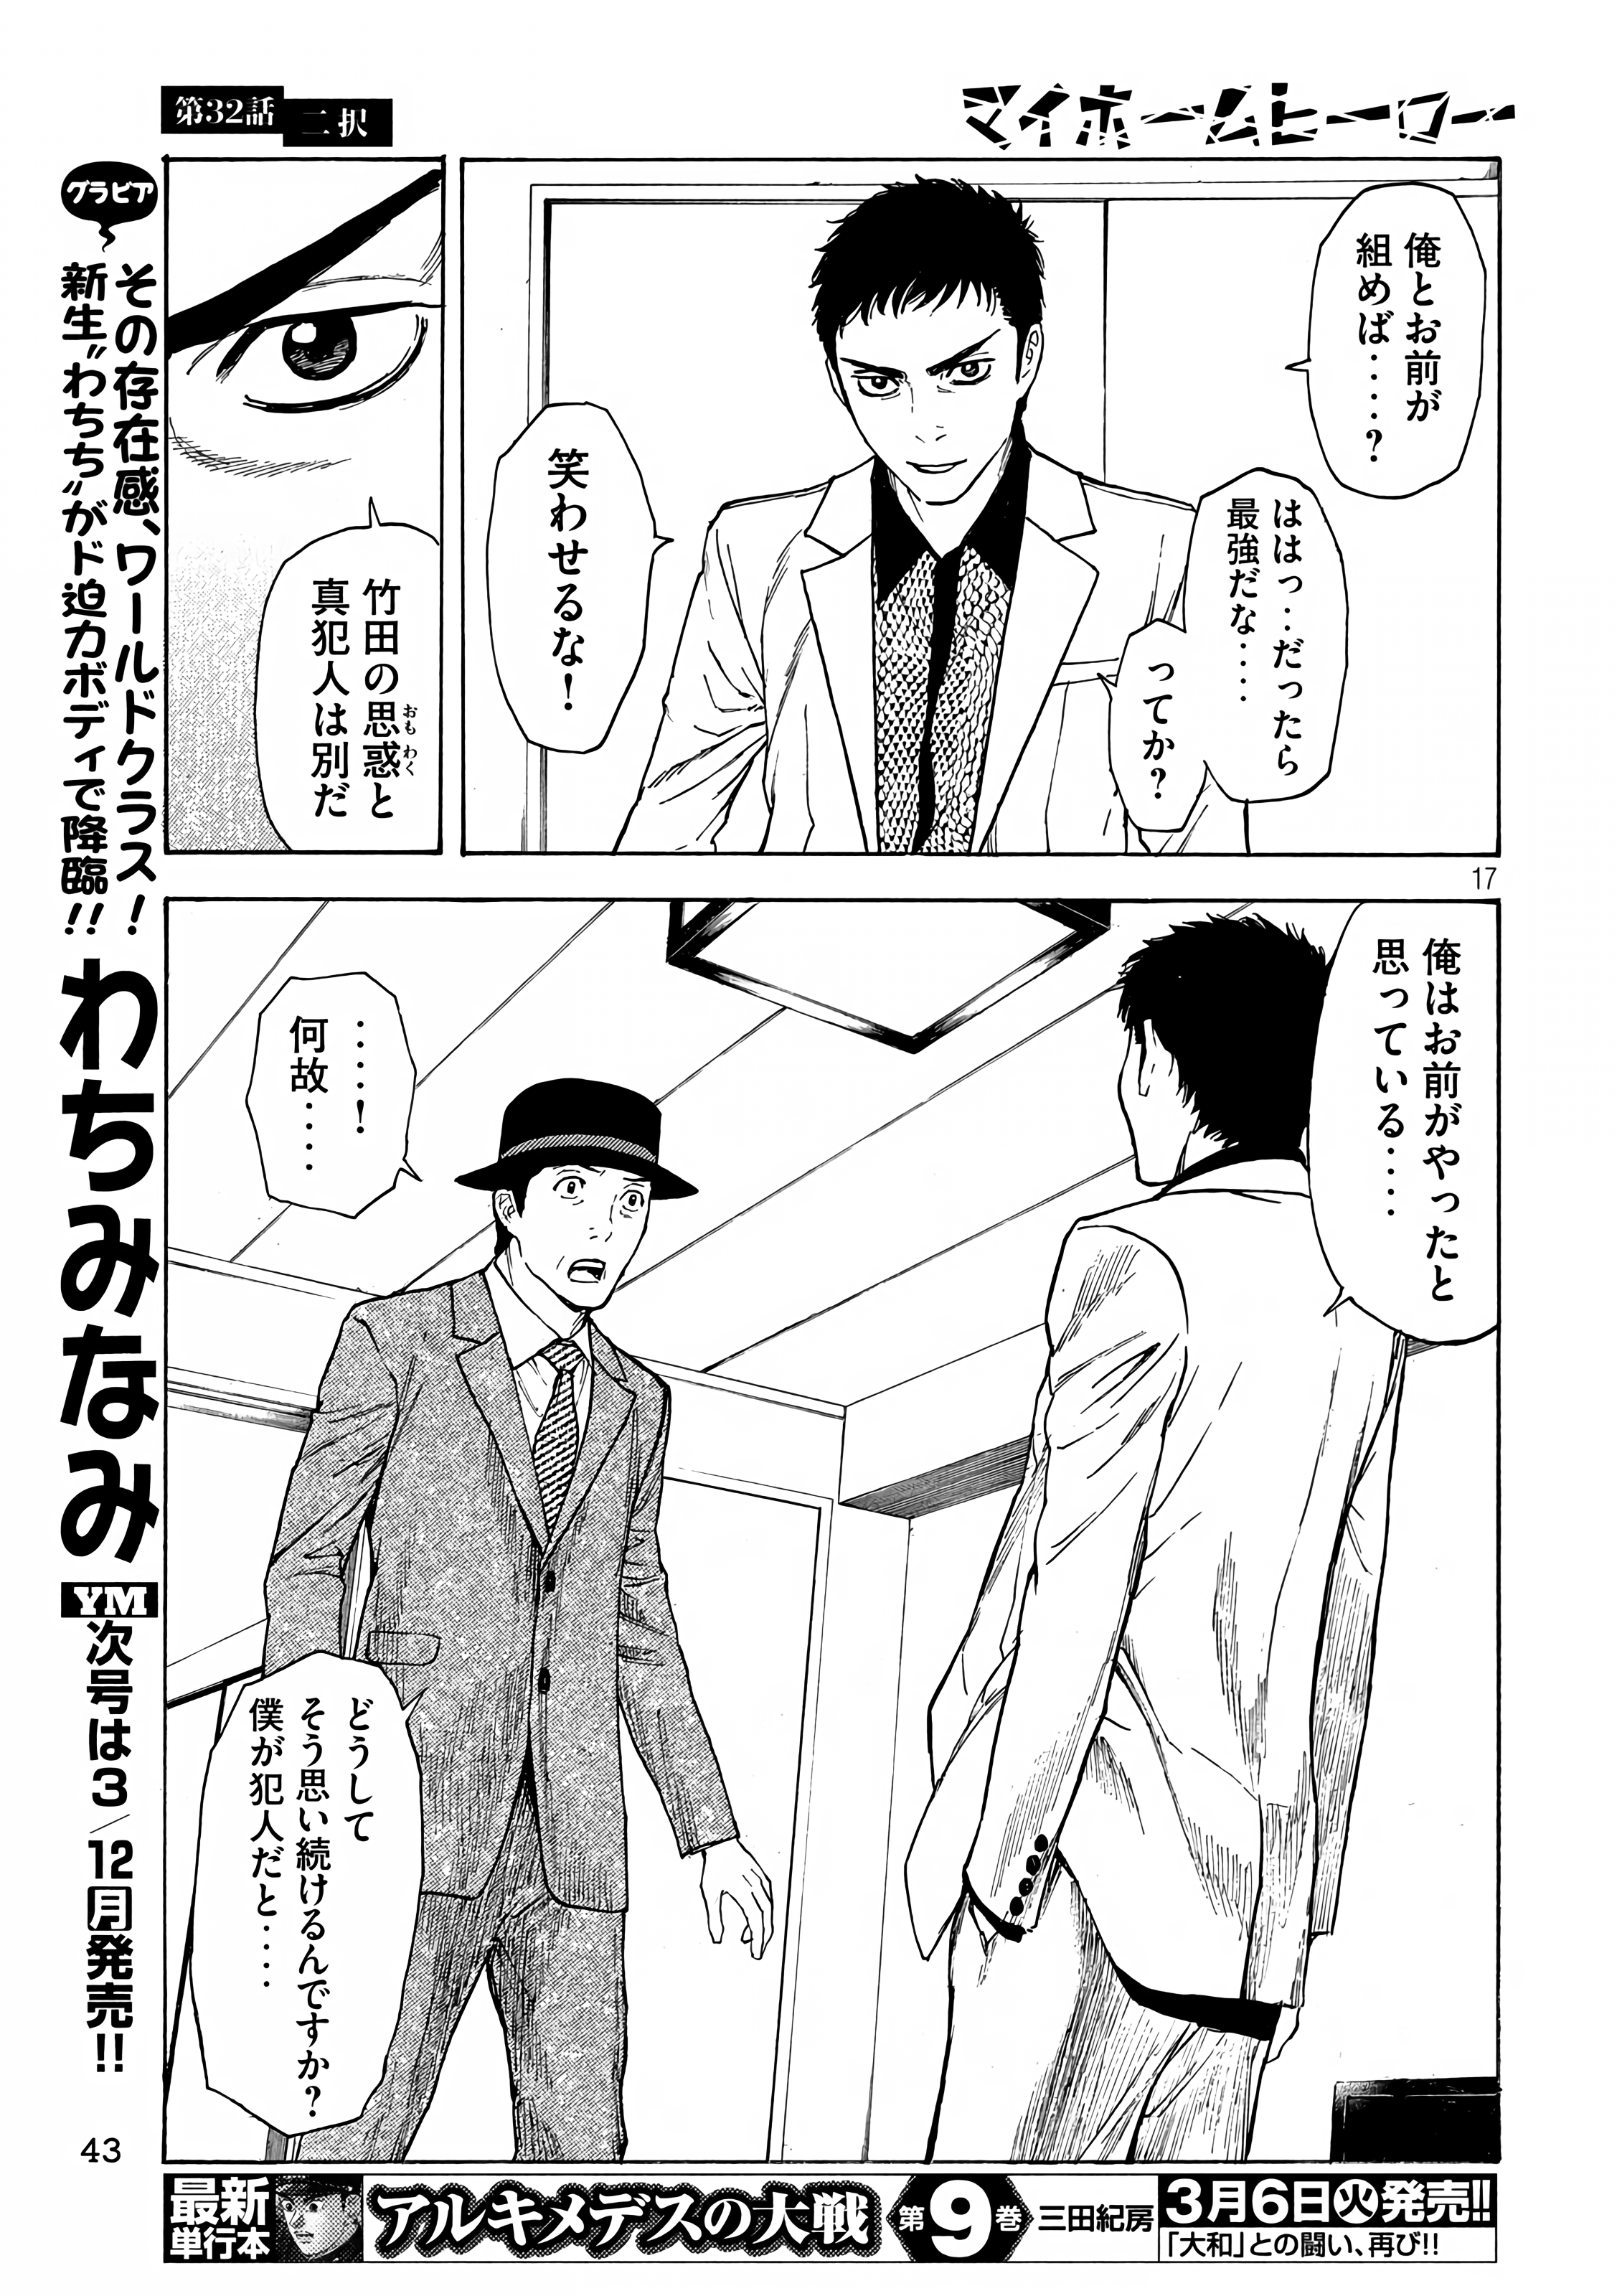 第32話
二択
マイホームヒーロー
俺とお前が
組めば‥‥?
ははっ‥だったら
最強だな‥‥
ってか?
笑わせるな!
竹田の思惑と
おもわく
真犯人は別だ
17
俺はお前がやったと
思っている‥‥
‥‥!
何故‥‥
どうして
そう思い続けるんですか?
僕が犯人だと‥‥
グラビア
その存在感、ワールドクラス!
新生〝わちち〟がド迫力ボディで降臨!!
わちみなみ
YM次号は3/12月発売!!
43
最新
単行本
アルキメデスの大戦
第9巻
三田紀房
3月6日火発売!!
「大和」との闘い、再び!!